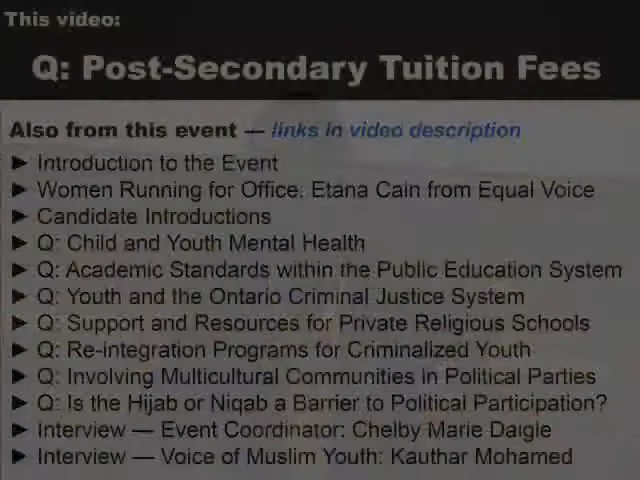 This video:
Q: Post-Secondary Tuition Fees
Also from this event — links in video description
► Introduction to the Event
► Women Running for Office: Etana Cain from Equal Voice
► Candidate Introductions
► Q: Child and Youth Mental Health
► Q: Academic Standards within the Public Education System
► Q: Youth and the Ontario Criminal Justice System
► Q: Support and Resources for Private Religious Schools
► Q: Re-integration Programs for Criminalized Youth
► Q: Involving Multicultural Communities in Political Parties
► Q: Is the Hijab or Niqab a Barrier to Political Participation?
► Interview — Event Coordinator: Chelby Marie Daigle
► Interview — Voice of Muslim Youth: Kauthar Mohamed